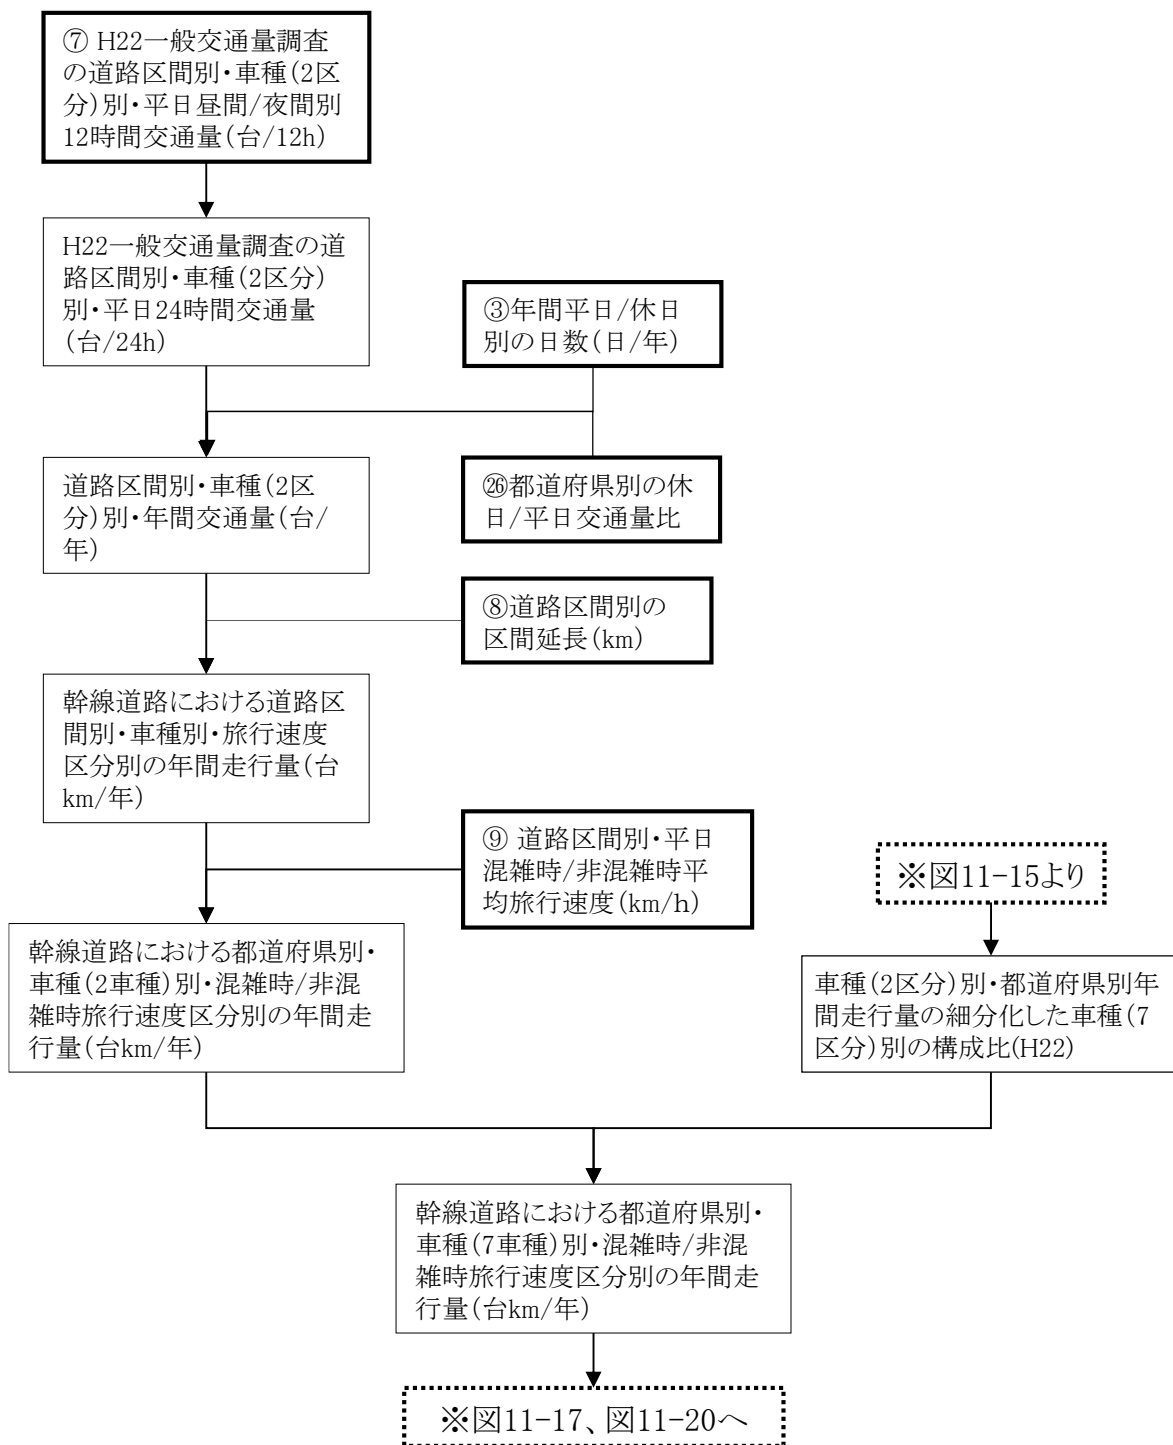 ⑦ H22一般交通量調査
の道路区間別・車種(2区
分)別・平日昼間/夜間別
12時間交通量(台/12h)
H22一般交通量調査の道
路区間別・車種(2区分)
別・平日24時間交通量
(台/24h)
③年間平日/休日
別の日数(日/年)
道路区間別・車種(2区
分)別・年間交通量(台/
年)
㉖都道府県別の休
日/平日交通量比
⑧道路区間別の
区間延長(km)
幹線道路における道路区
間別・車種別・旅行速度
区分別の年間走行量(台
km/年)
⑨ 道路区間別・平日
混雑時/非混雑時平
均旅行速度(km/h)
※図11-15より
幹線道路における都道府県別・
車種(2車種)別・混雑時/非混
雑時旅行速度区分別の年間走
行量(台km/年)
車種(2区分)別・都道府県別年
間走行量の細分化した車種(7
区分)別の構成比(H22)
幹線道路における都道府県別・
車種(7車種)別・混雑時/非混
雑時旅行速度区分別の年間走
行量(台km/年)
※図11-17、図11-20へ